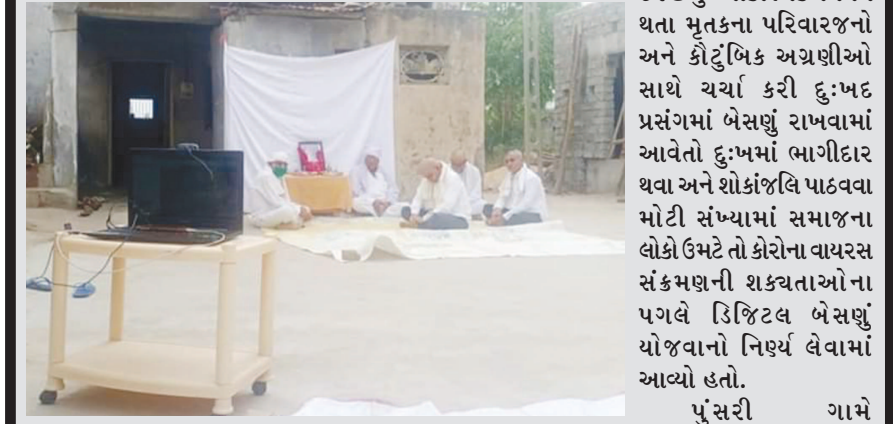 થતા મૃતકના પરિવારજનો
અને કૌટુંબિક અગ્રણીઓ
સાથે ચર્ચા કરી દુઃખદ
પ્રસંગમાં બેસણું રાખવામાં
આવેતો દુઃખમાં ભાગીદાર
થવા અને શોકાંજલિ પાઠવવા
મોટી સંખ્યામાં સમાજના
લોકો ઉમટે તો કોરોના વાયરસ
સંક્રમણની શક્યતાઓના
પગલે ડિજિટલ બેસણું
યોજવાનો નિર્ણ્ય લેવામાં
આવ્યો હતો.
પુંસરી ગામે